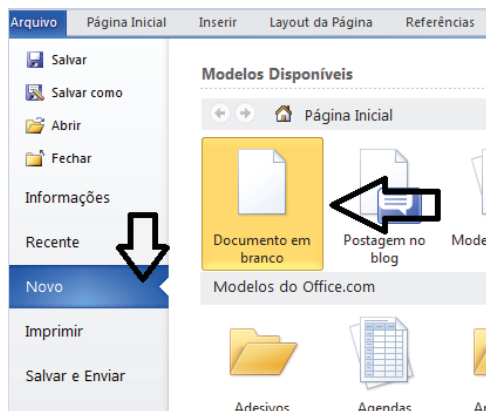 Arquivo Página Inicial Inserir Layout da Página Referências
Salvar
Salvar como
Abrir
Fechar
Informações
Recente
Novo
Imprimir
Salvar e Enviar
Modelos Disponíveis
Página Inicial
Documento em
branco
Postagem no
blog
Mode
Modelos do Office.com
Adesivos
Agendas